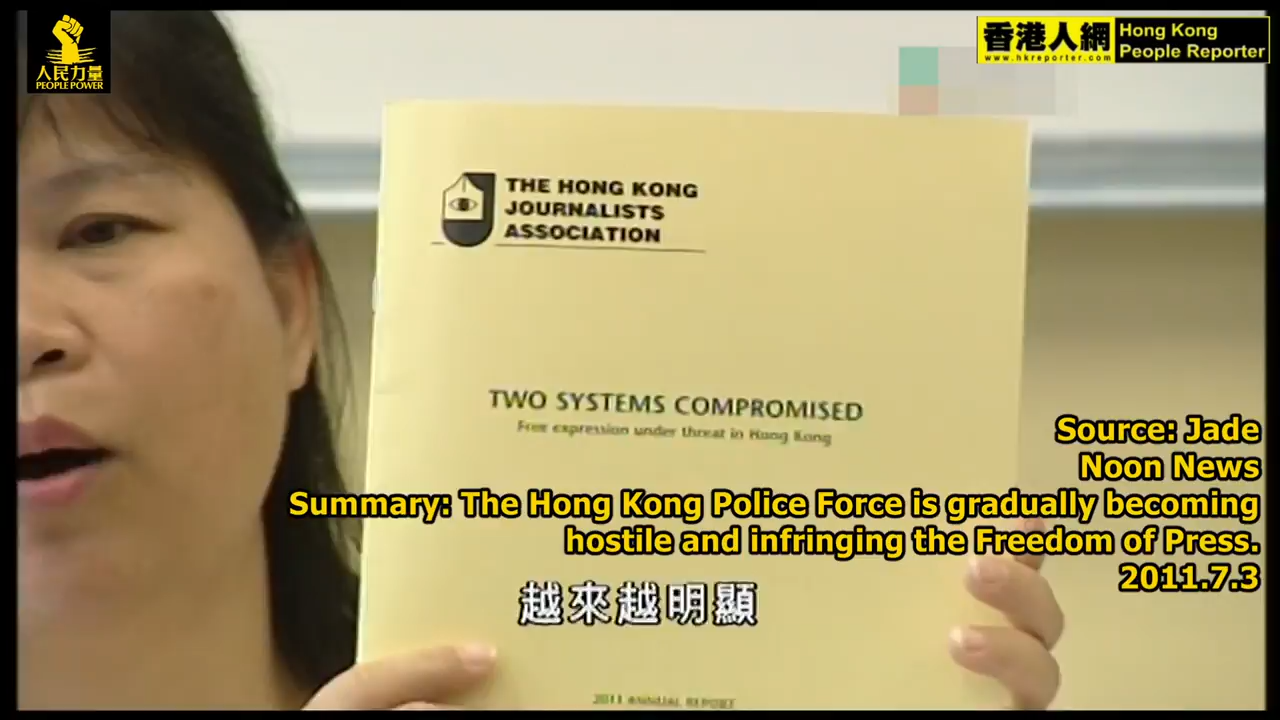 人民力量
PEOPLE POWER
香港人網
www.hkreporter.com
Hong Kong
People Reporter
THE HONG KONG
JOURNALISTS
ASSOCIATION
TWO SYSTEMS COMPROMISED
Free expression under threat in Hong Kong
Source: Jade
Noon News
Summary: The Hong Kong Police Force is gradually becoming
hostile and infringing the Freedom of Press.
2011.7.3
越來越明顯
2011 ANNUAL REPORT